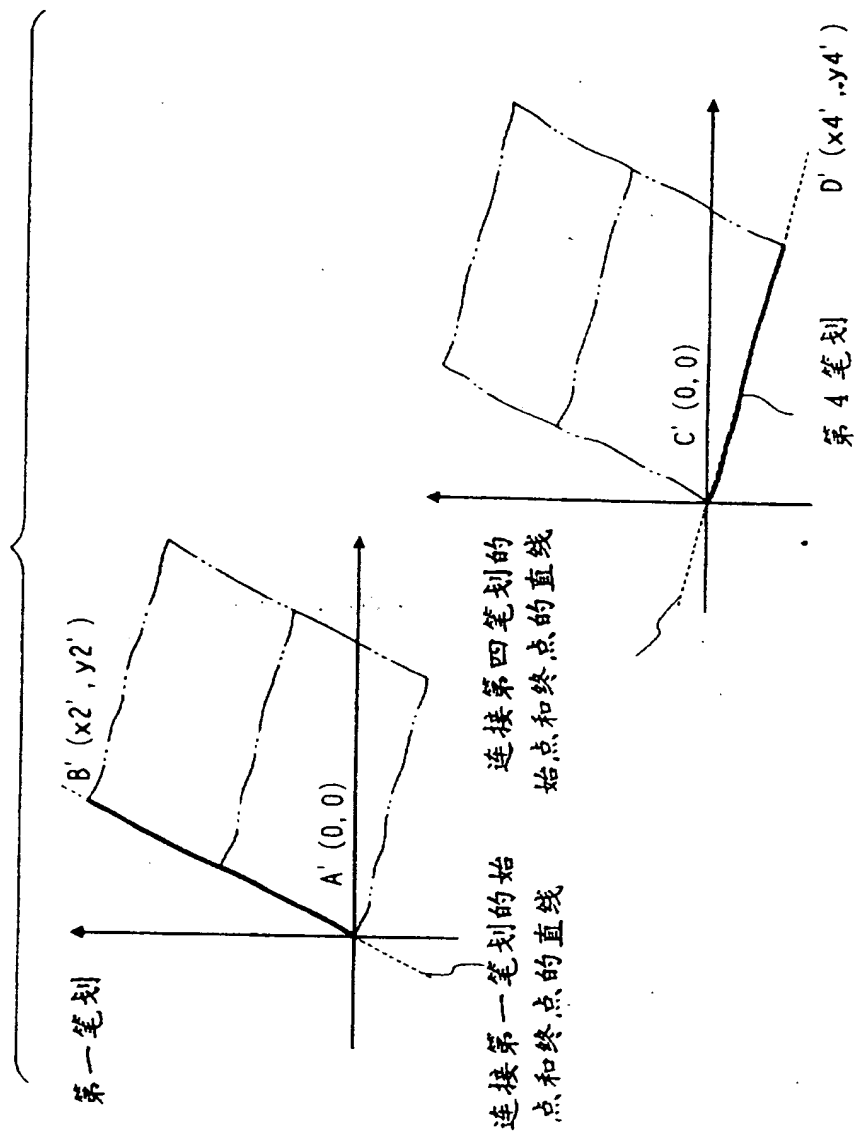 第一笔划
B' (x2', y2')
A' (0, 0)
连接第一笔划的始
点和终点的直线
连接第四笔划的
始点和终点的直线
C' (0, 0)
第 4 笔划
D' (x4', y4')